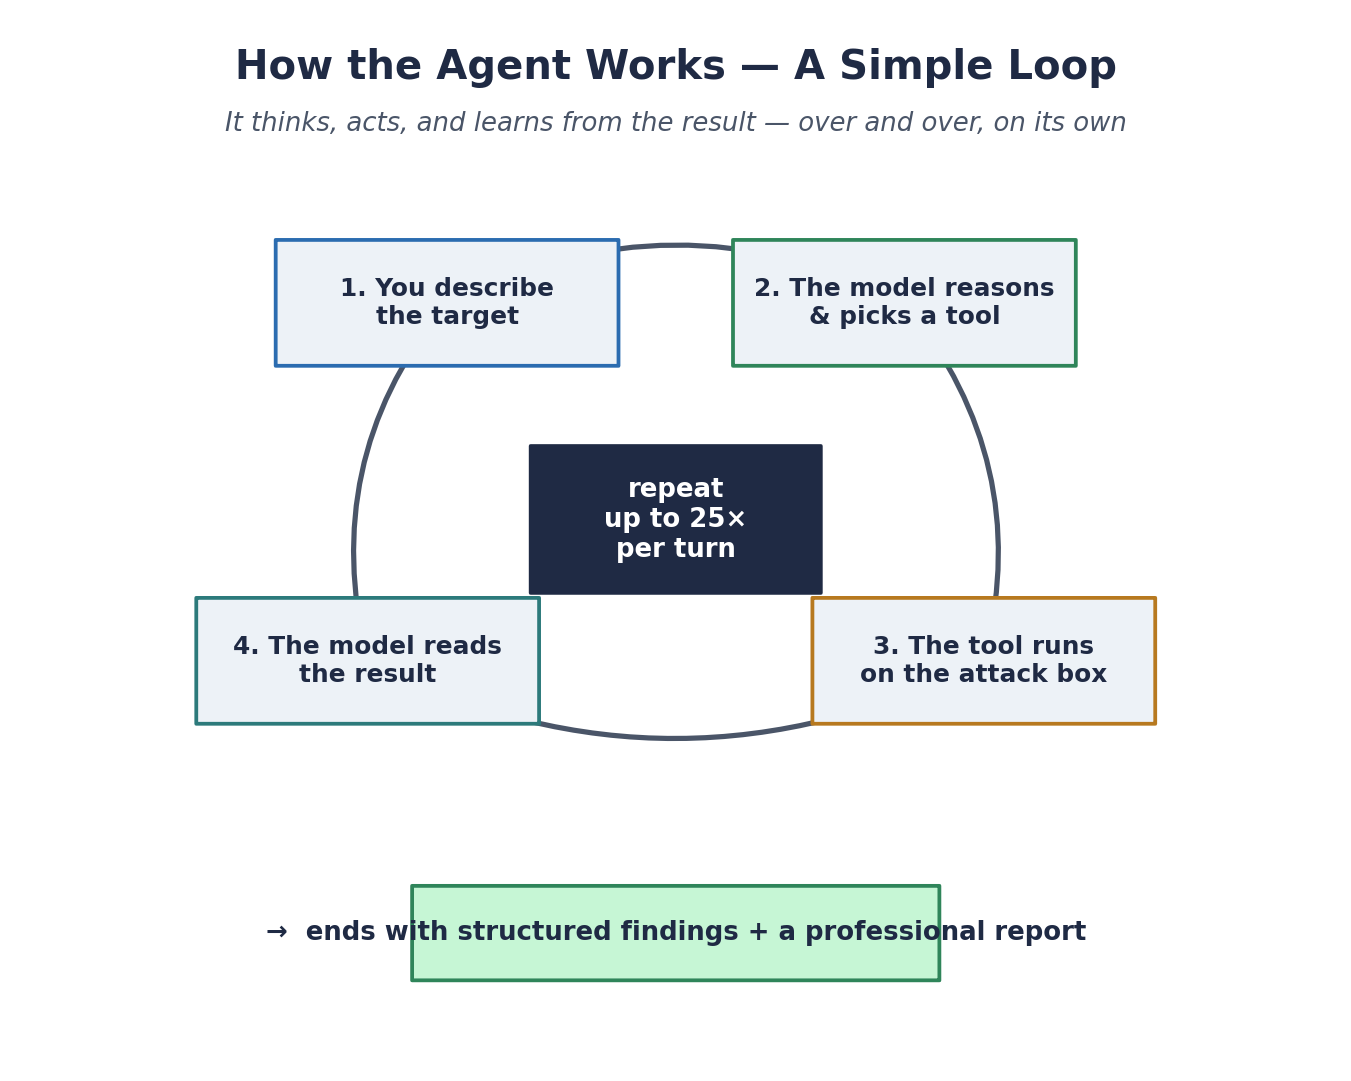 How the Agent Works — A Simple Loop
It thinks, acts, and learns from the result — over and over, on its own
1. You describe
the target
2. The model reasons
& picks a tool
repeat
up to 25×
per turn
4. The model reads
the result
3. The tool runs
on the attack box
→ ends with structured findings + a professional report